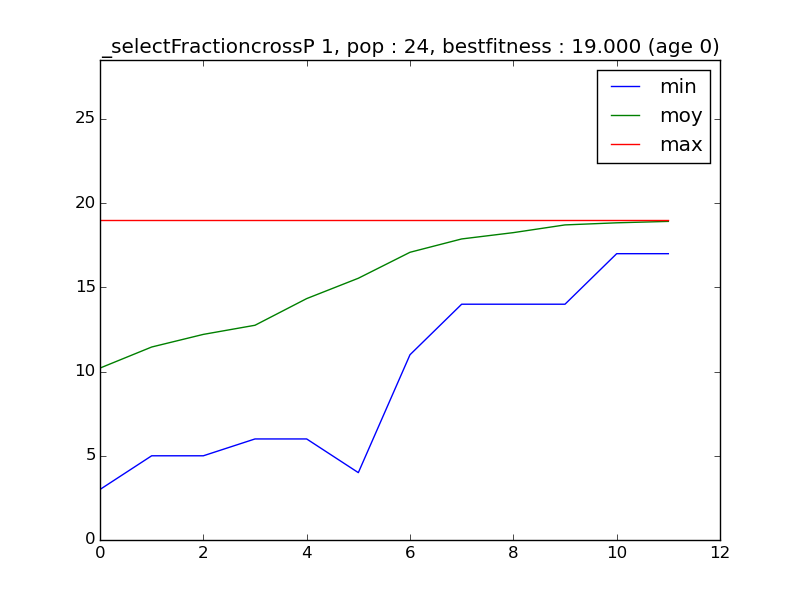 _selectFractioncrossP 1, pop : 24, bestfitness : 19.000 (age 0)
min
moy
max
25
20
15
10
5
0
0 2 4 6 8 10 12